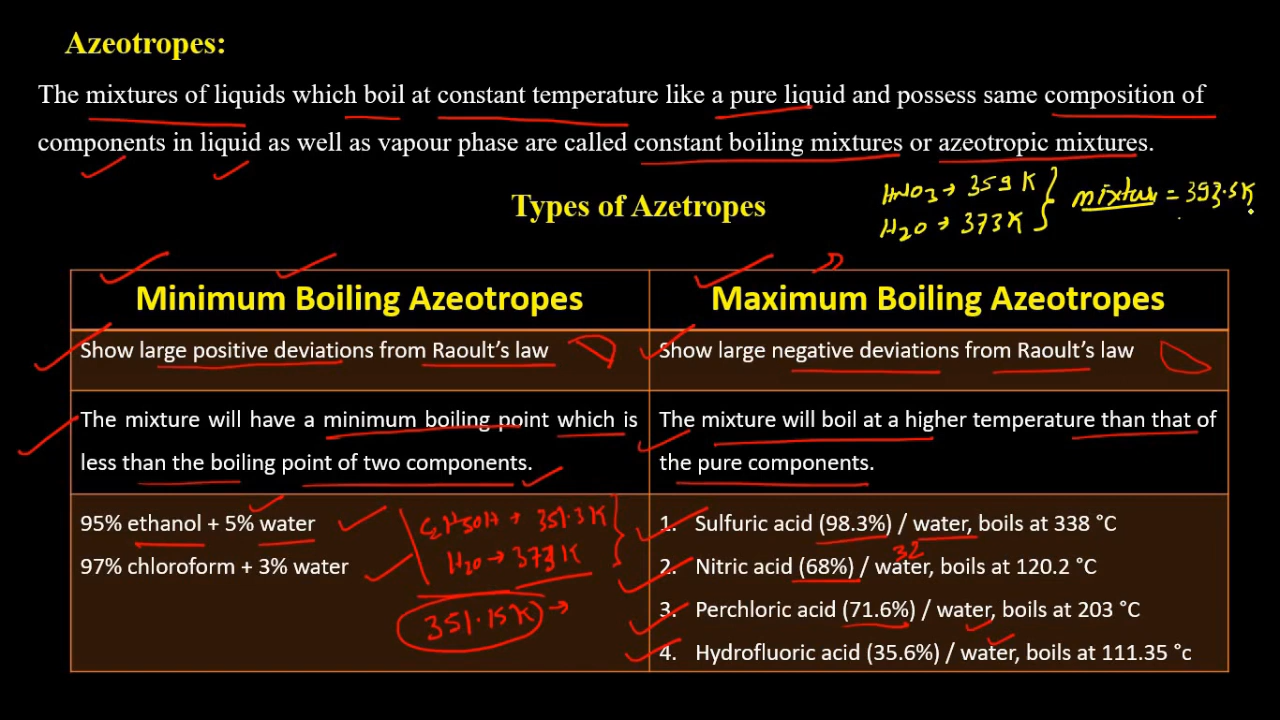 Azeotropes:
The mixtures of liquids which boil at constant temperature like a pure liquid and possess same composition of
components in liquid as well as vapour phase are called constant boiling mixtures or azeotropic mixtures.
Types of Azetropes
HNO3 → 359 K
H2O → 373K
mixture = 393.5K
Minimum Boiling Azeotropes
Maximum Boiling Azeotropes
Show large positive deviations from Raoult's law
Show large negative deviations from Raoult's law
The mixture will have a minimum boiling point which is
less than the boiling point of two components.
The mixture will boil at a higher temperature than that of
the pure components.
95% ethanol + 5% water
97% chloroform + 3% water
C2H5OH → 351.3K
H2O → 373K
351.15K →
1. Sulfuric acid (98.3%) / water, boils at 338 °C
32
2. Nitric acid (68%) / water, boils at 120.2 °C
3. Perchloric acid (71.6%) / water, boils at 203 °C
4. Hydrofluoric acid (35.6%) / water, boils at 111.35 °c